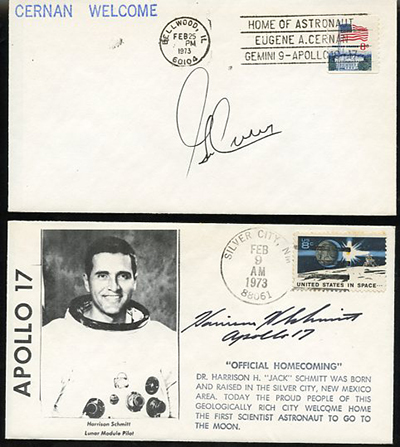 CERNAN WELCOME
BELLWOOD, IL
FEB 25
PM
1973
60104
HOME OF ASTRONAUT
EUGENE A. CERNAN
GEMINI 9-APOLLO 10-17
8c
APOLLO 17
Harrison Schmitt
Lunar Module Pilot
SILVER CITY, NM
FEB
9
AM
1973
88061
UNITED STATES IN SPACE...
Harrison H Schmitt
Apollo 17
"OFFICIAL HOMECOMING"
DR. HARRISON H. "JACK" SCHMITT WAS BORN
AND RAISED IN THE SILVER CITY, NEW MEXICO
AREA. TODAY THE PROUD PEOPLE OF THIS
GEOLOGICALLY RICH CITY WELCOME HOME
THE FIRST SCIENTIST ASTRONAUT TO GO TO
THE MOON.